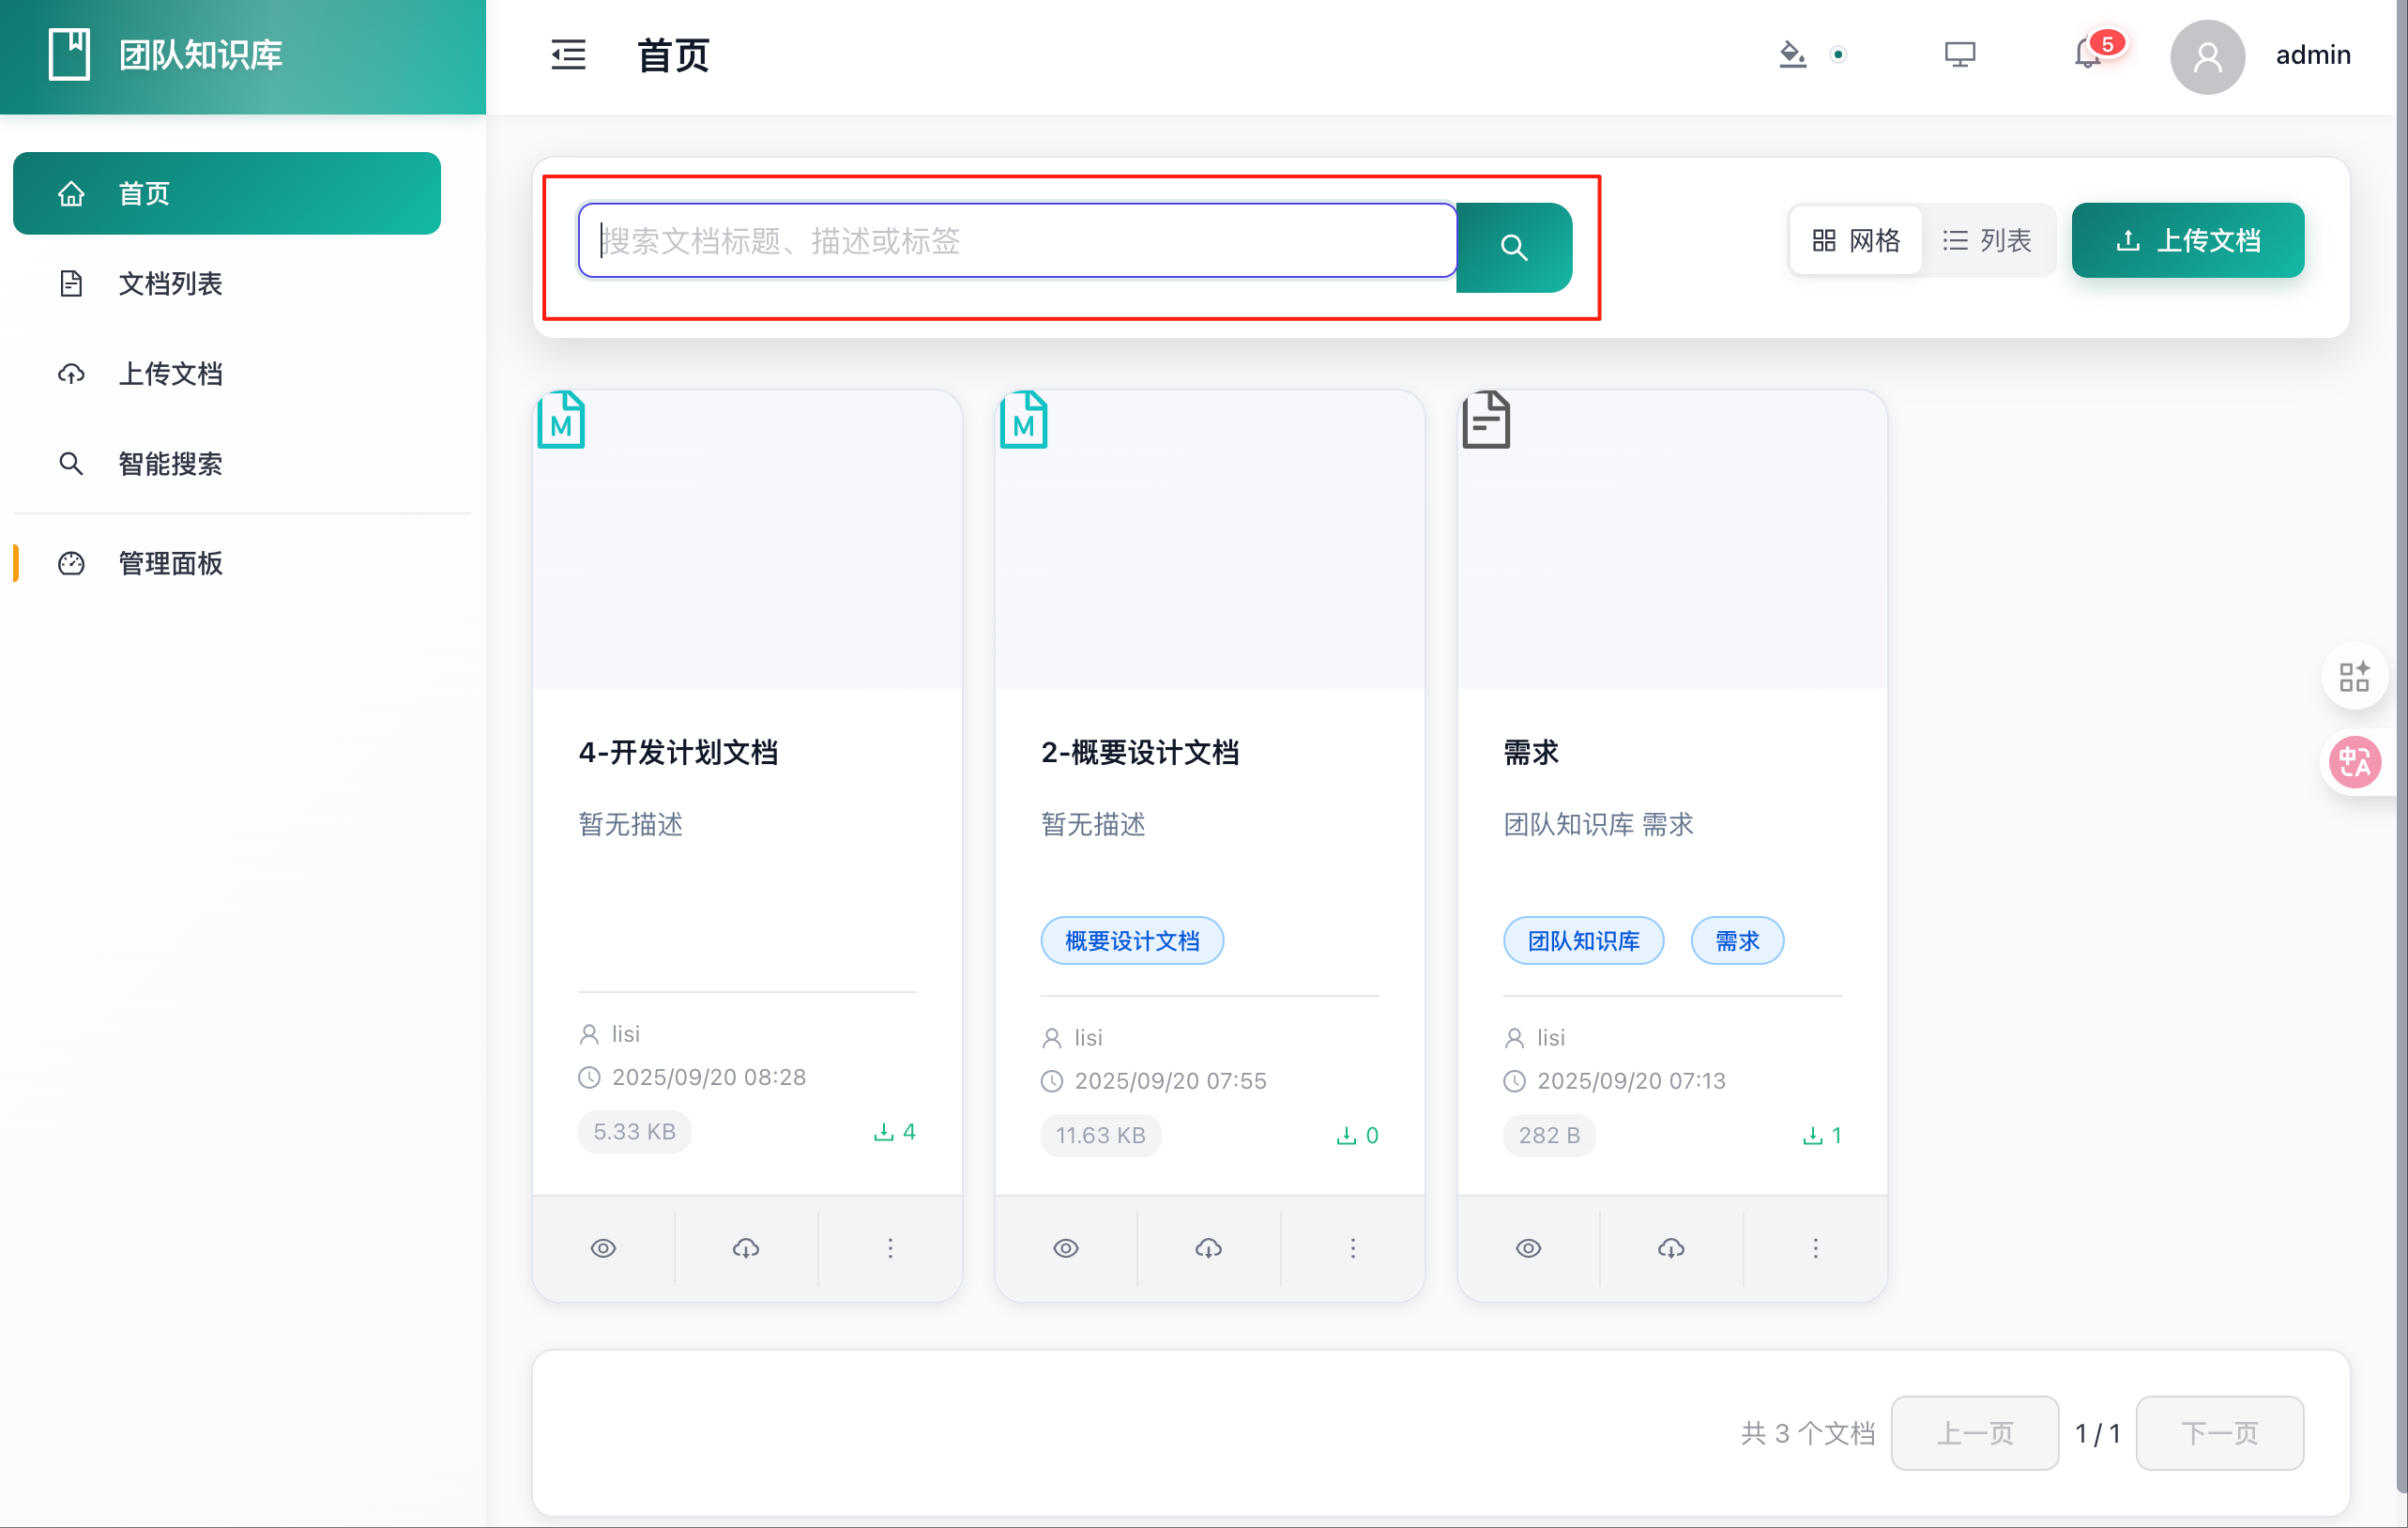 团队知识库
首页
5
admin
首页
文档列表
上传文档
智能搜索
管理面板
搜索文档标题、描述或标签
网格
列表
上传文档
M
4-开发计划文档
暂无描述
lisi
2025/09/20 08:28
5.33 KB
4
M
2-概要设计文档
暂无描述
概要设计文档
lisi
2025/09/20 07:55
11.63 KB
0
需求
团队知识库 需求
团队知识库
需求
lisi
2025/09/20 07:13
282 B
1
中A
共 3 个文档
上一页
1 / 1
下一页